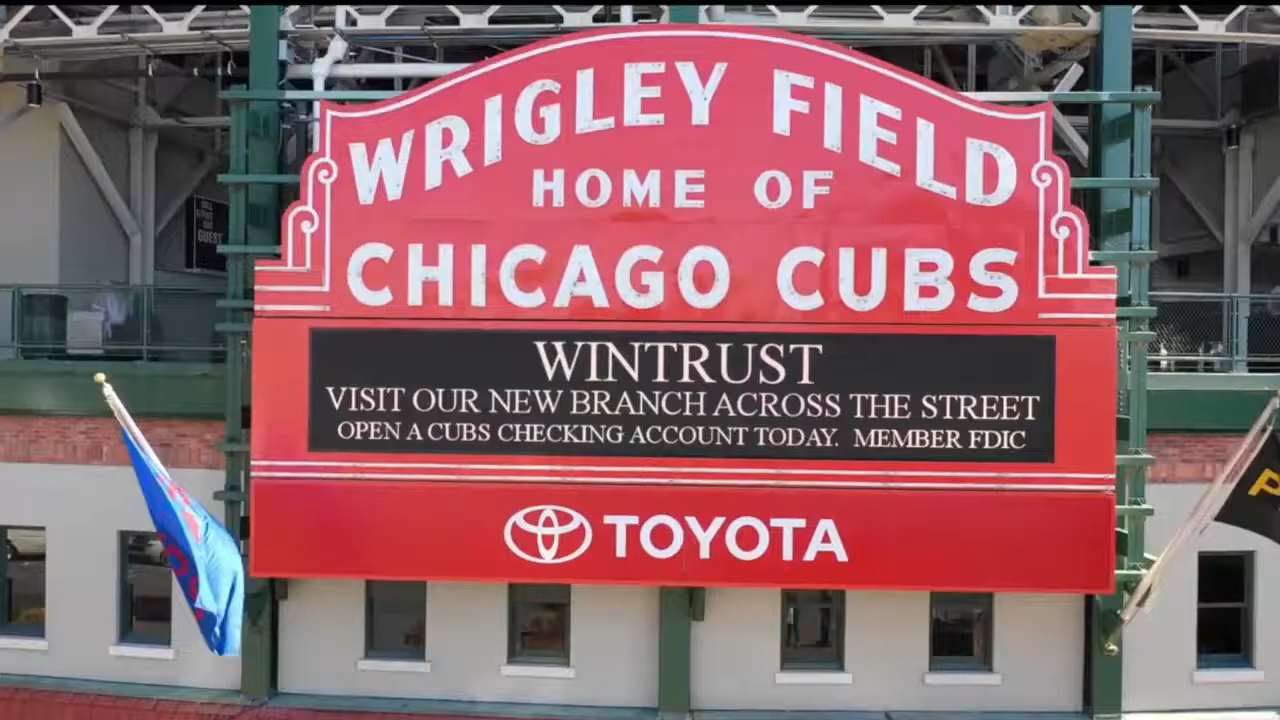 WRIGLEY FIELD
HOME OF
CHICAGO CUBS
WINTRUST
VISIT OUR NEW BRANCH ACROSS THE STREET
OPEN A CUBS CHECKING ACCOUNT TODAY. MEMBER FDIC
TOYOTA
GUEST
P